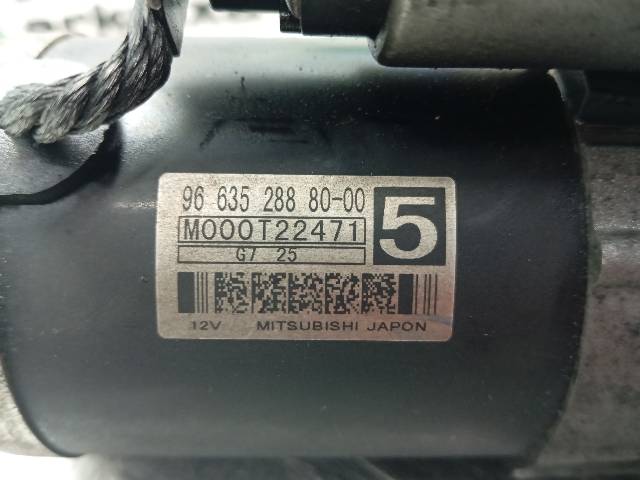 96 635 288 80-00
5
M000T22471
G7 25
12V MITSUBISHI JAPON